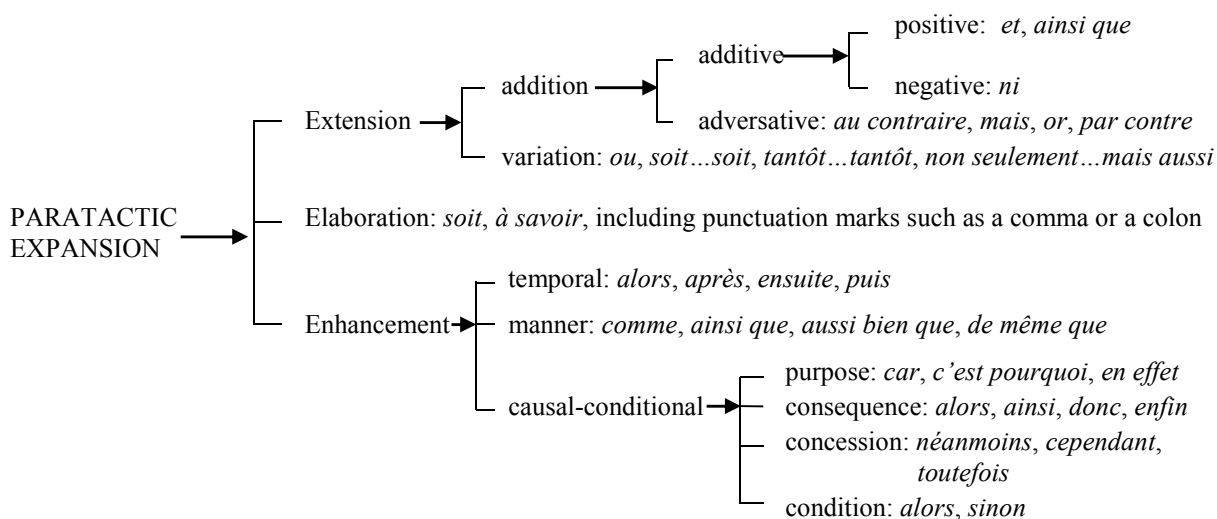 positive: et, ainsi que
additive
negative: ni
addition
adversative: au contraire, mais, or, par contre
Extension
variation: ou, soit…soit, tantôt…tantôt, non seulement…mais aussi
PARATACTIC
EXPANSION
Elaboration: soit, à savoir, including punctuation marks such as a comma or a colon
temporal: alors, après, ensuite, puis
Enhancement
manner: comme, ainsi que, aussi bien que, de même que
causal-conditional
purpose: car, c’est pourquoi, en effet
consequence: alors, ainsi, donc, enfin
concession: néanmoins, cependant,
toutefois
condition: alors, sinon